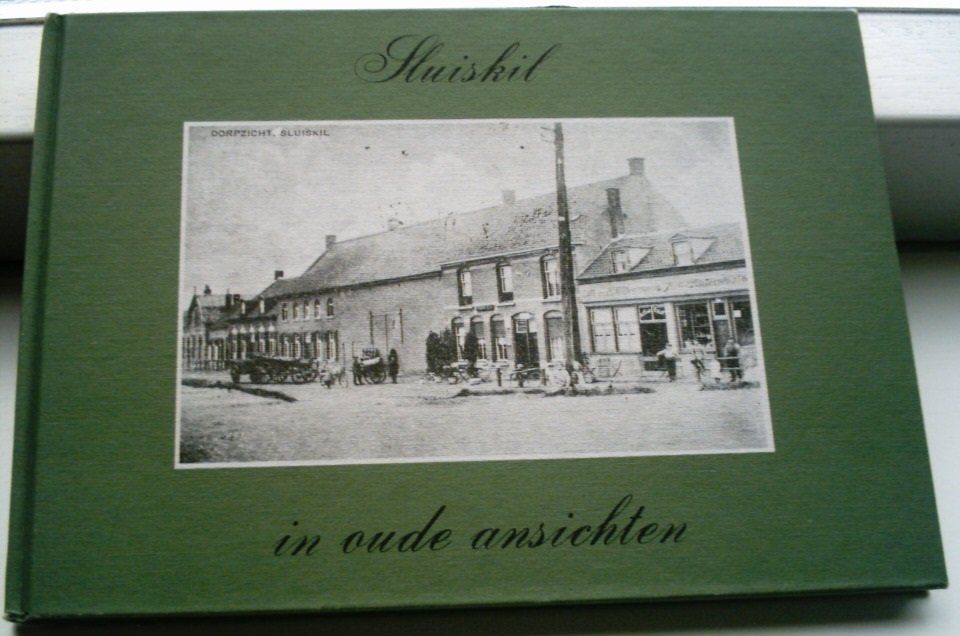 Sluiskil
DORPZICHT, SLUISKIL
in oude ansichten